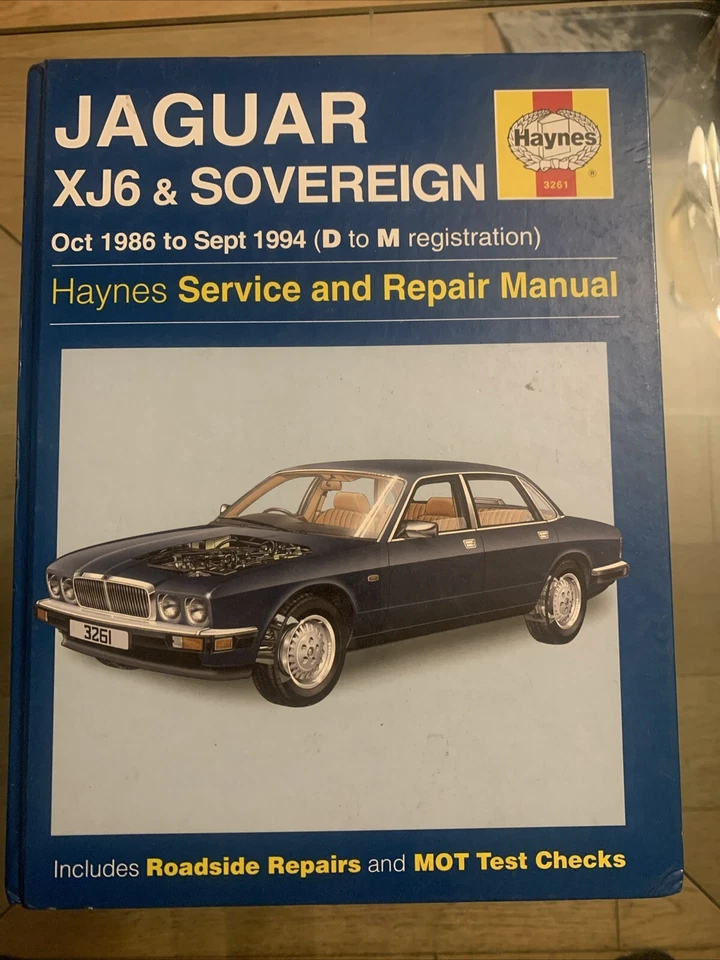 JAGUAR
XJ6 & SOVEREIGN
Haynes
®
3261
Oct 1986 to Sept 1994 (D to M registration)
Haynes Service and Repair Manual
3261
Includes Roadside Repairs and MOT Test Checks